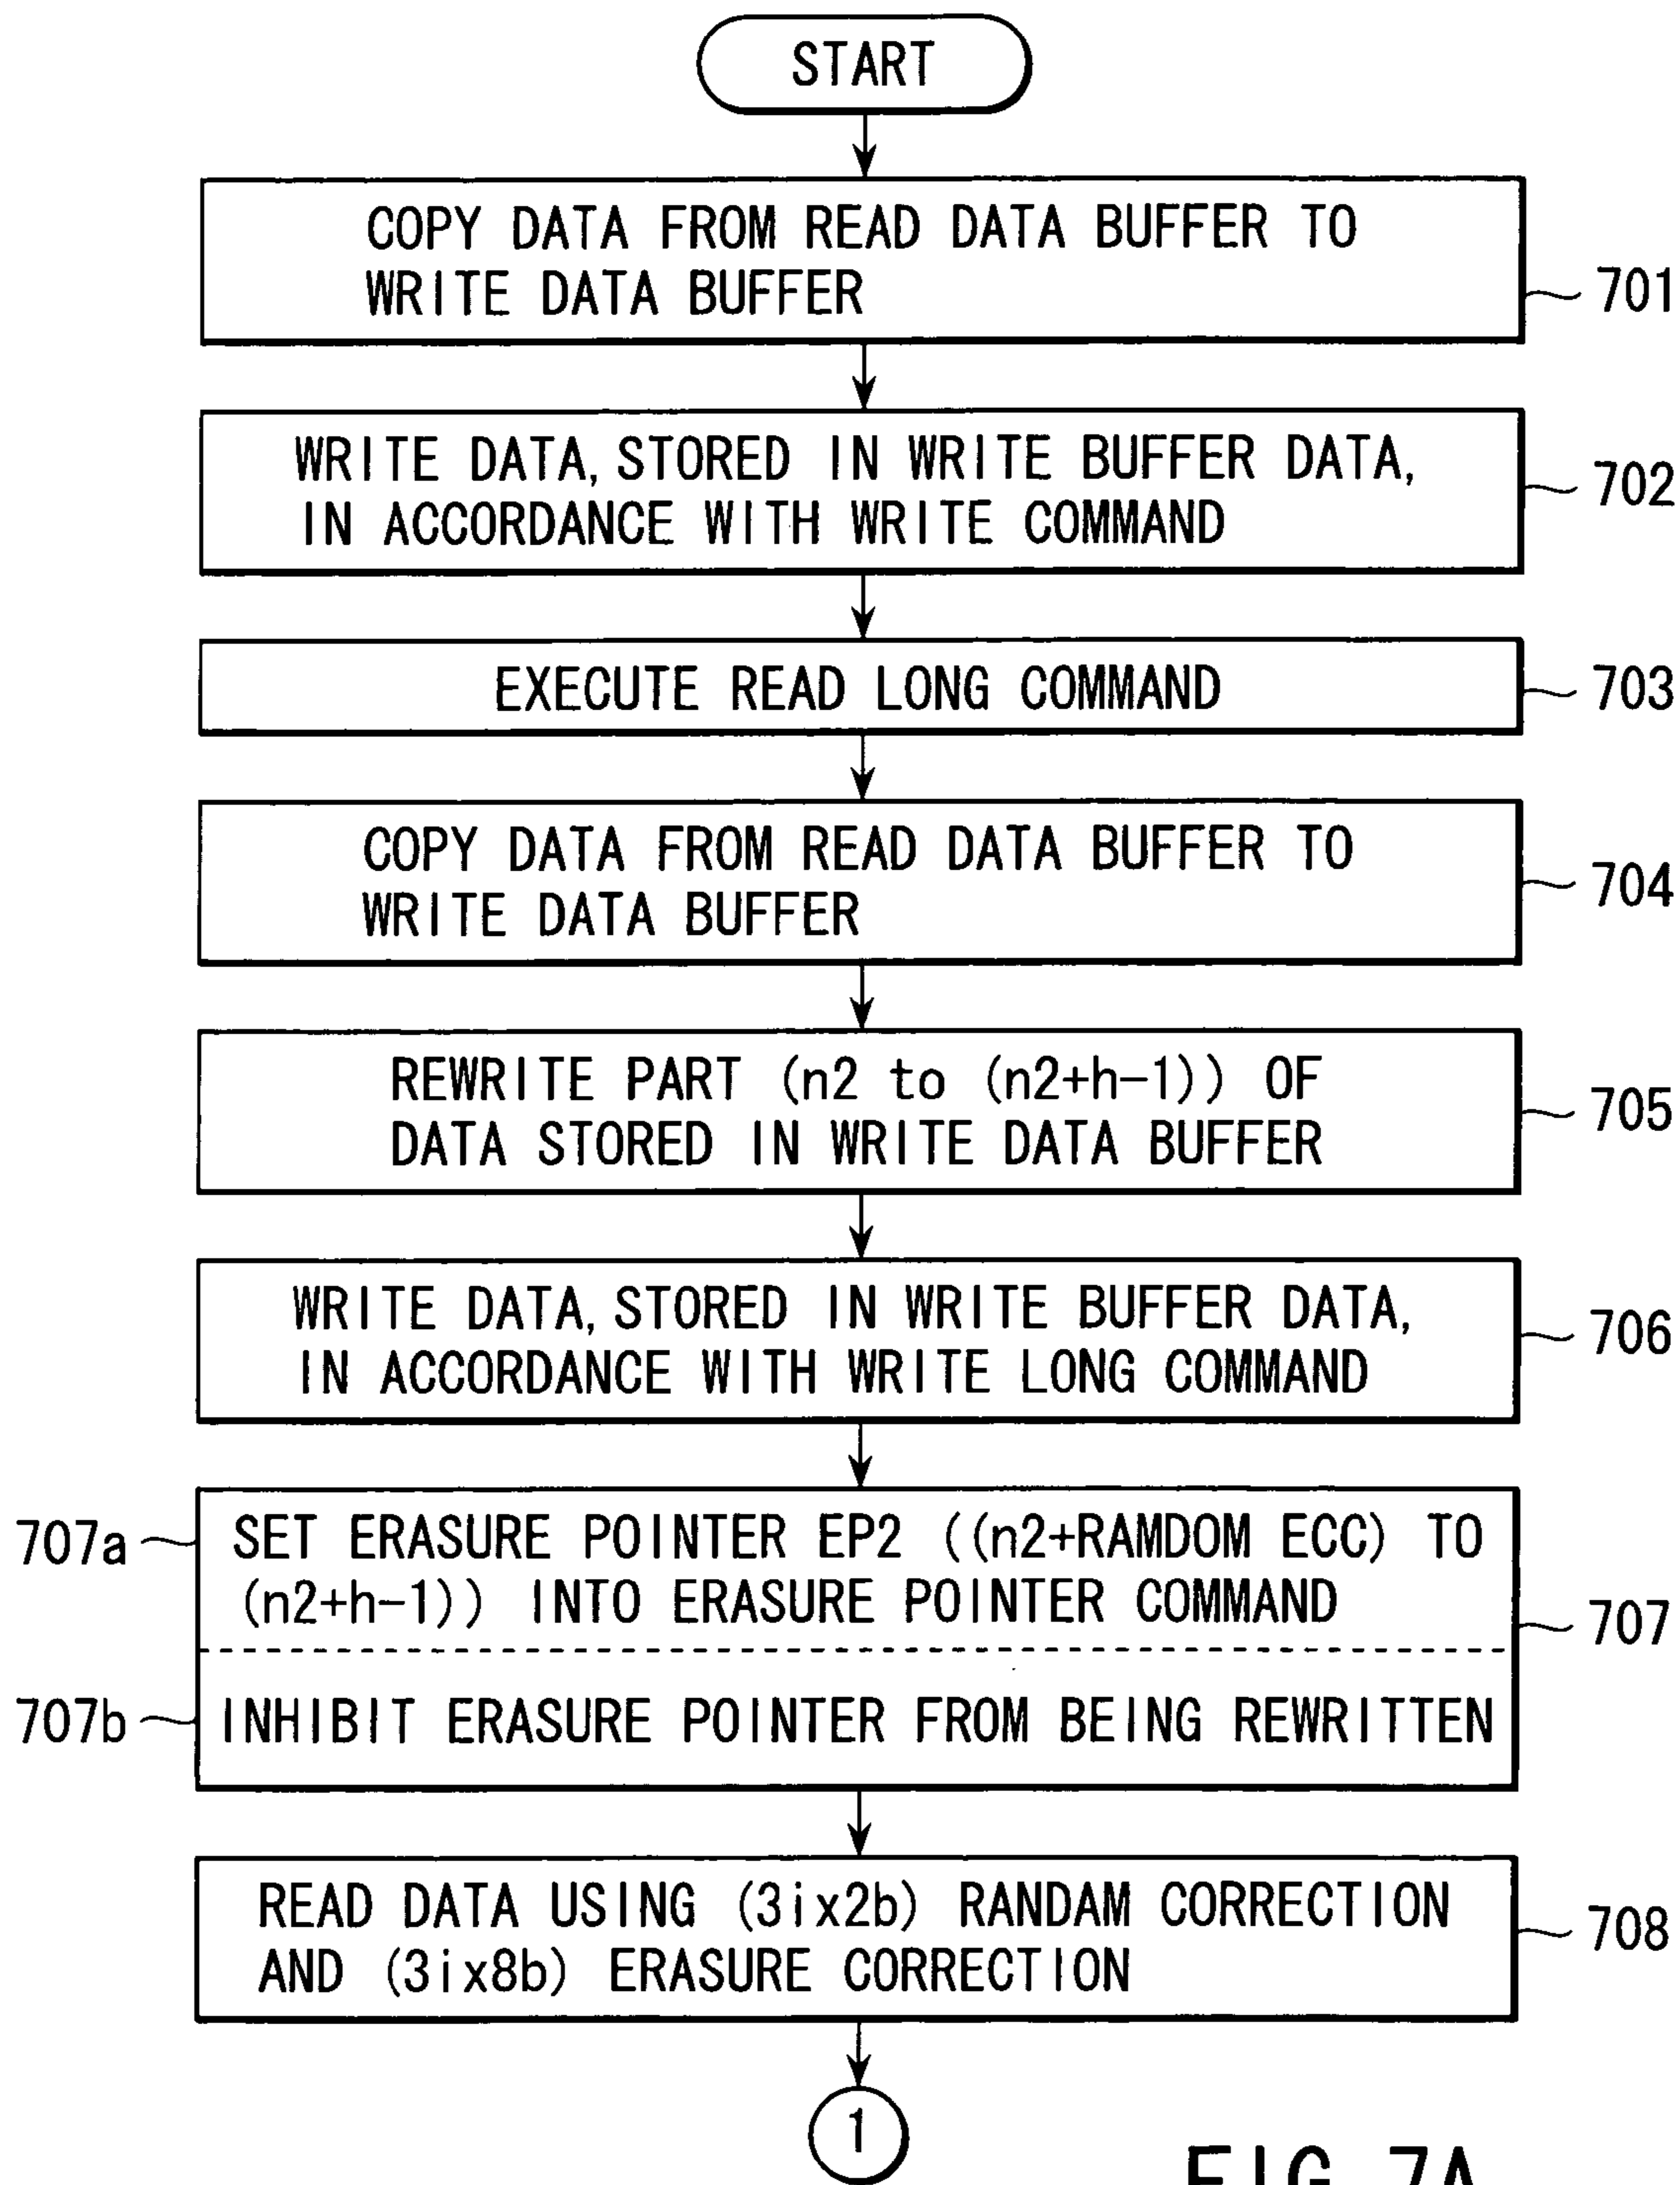 START
COPY DATA FROM READ DATA BUFFER TO
WRITE DATA BUFFER
701
WRITE DATA, STORED IN WRITE BUFFER DATA,
IN ACCORDANCE WITH WRITE COMMAND
702
EXECUTE READ LONG COMMAND
703
COPY DATA FROM READ DATA BUFFER TO
WRITE DATA BUFFER
704
REWRITE PART (n2 to (n2+h-1)) OF
DATA STORED IN WRITE DATA BUFFER
705
WRITE DATA, STORED IN WRITE BUFFER DATA,
IN ACCORDANCE WITH WRITE LONG COMMAND
706
707a
SET ERASURE POINTER EP2 ((n2+RAMDOM ECC) TO
(n2+h-1)) INTO ERASURE POINTER COMMAND
707
707b
INHIBIT ERASURE POINTER FROM BEING REWRITTEN
READ DATA USING (3ix2b) RANDAM CORRECTION
AND (3ix8b) ERASURE CORRECTION
708
1
FIG. 7A